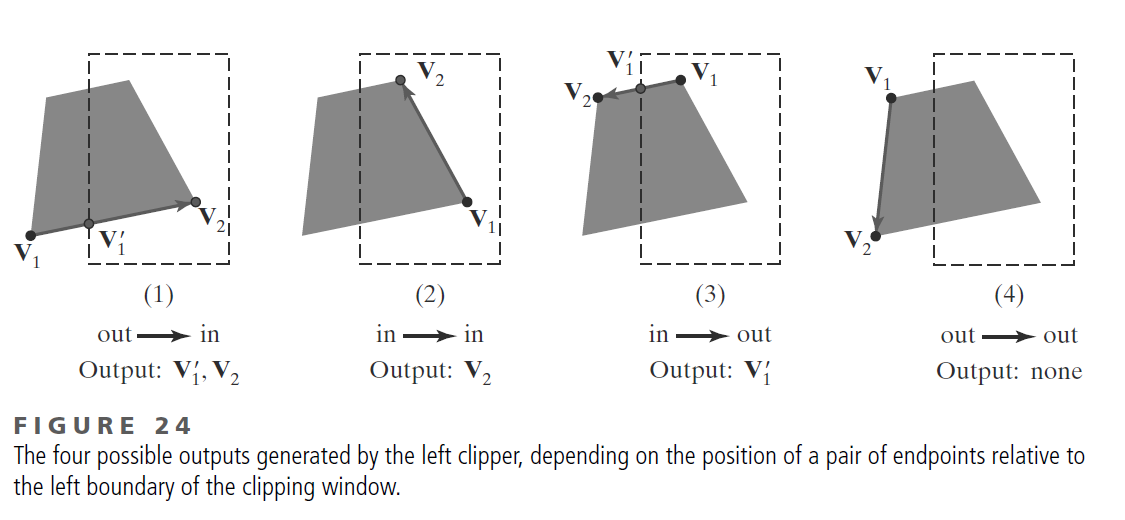 V₁ V′₁ V₂
V₂ V₁
V′₁ V₁ V₂
V₁ V₂
(1) (2) (3) (4)
out → in in → in in → out out → out
Output: V′₁, V₂ Output: V₂ Output: V′₁ Output: none
FIGURE 24
The four possible outputs generated by the left clipper, depending on the position of a pair of endpoints relative to
the left boundary of the clipping window.